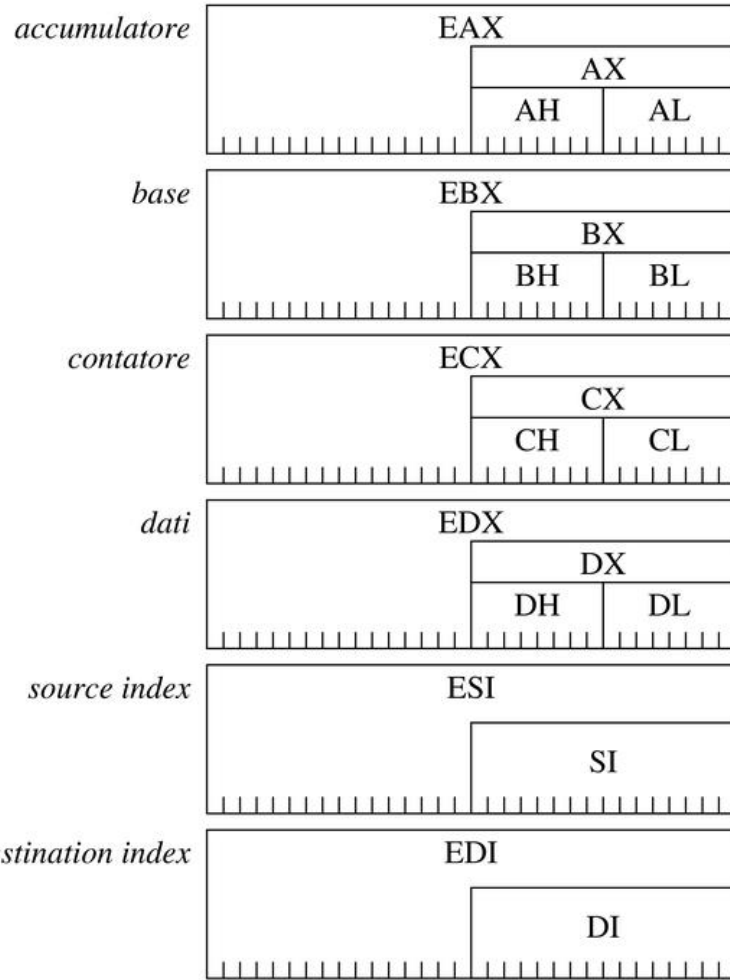 accumulatore EAX
AX
AH AL
base EBX
BX
BH BL
contatore ECX
CX
CH CL
dati EDX
DX
DH DL
source index ESI
SI
stination index EDI
DI